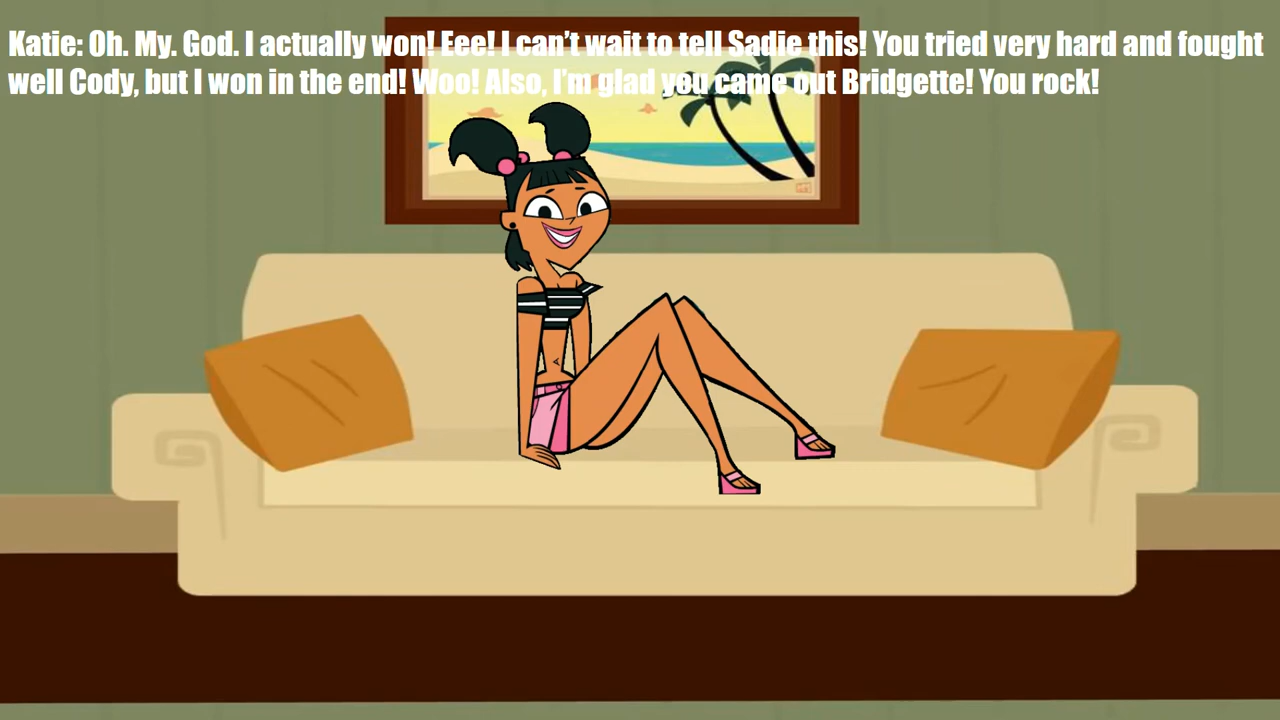 Katie: Oh. My. God. I actually won! Eee! I can’t wait to tell Sadie this! You tried very hard and fought
well Cody, but I won in the end! Woo! Also, I’m glad you came out Bridgette! You rock!